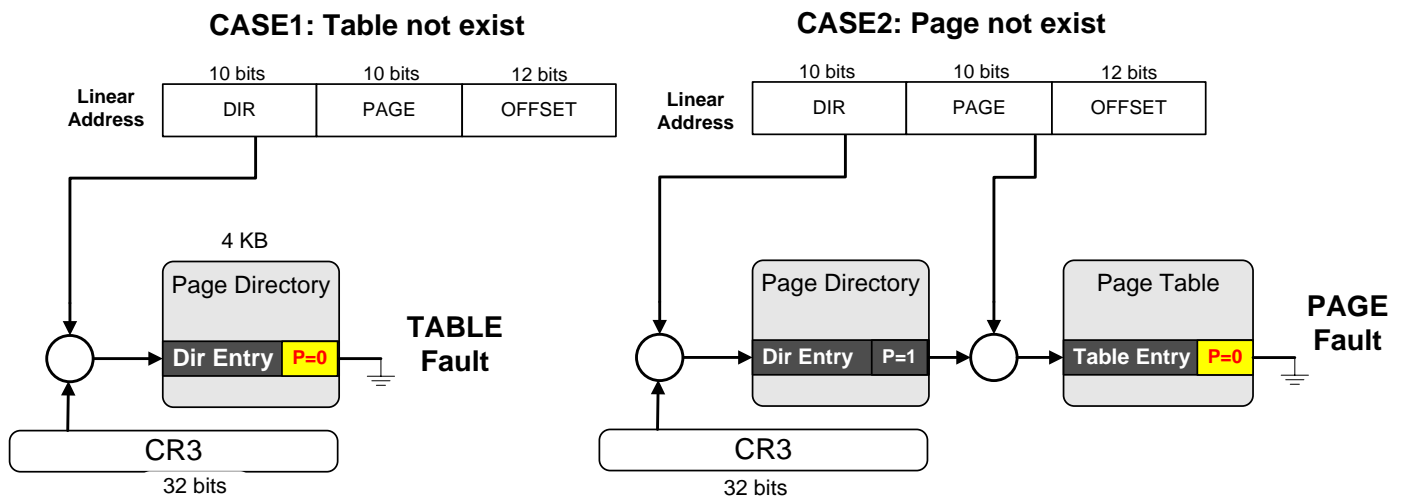 CASE1: Table not exist
10 bits 10 bits 12 bits
Linear
Address
DIR PAGE OFFSET
4 KB
Page Directory
Dir Entry P=0
TABLE
Fault
CR3
32 bits
CASE2: Page not exist
10 bits 10 bits 12 bits
Linear
Address
DIR PAGE OFFSET
Page Directory
Dir Entry P=1
Page Table
Table Entry P=0
PAGE
Fault
CR3
32 bits